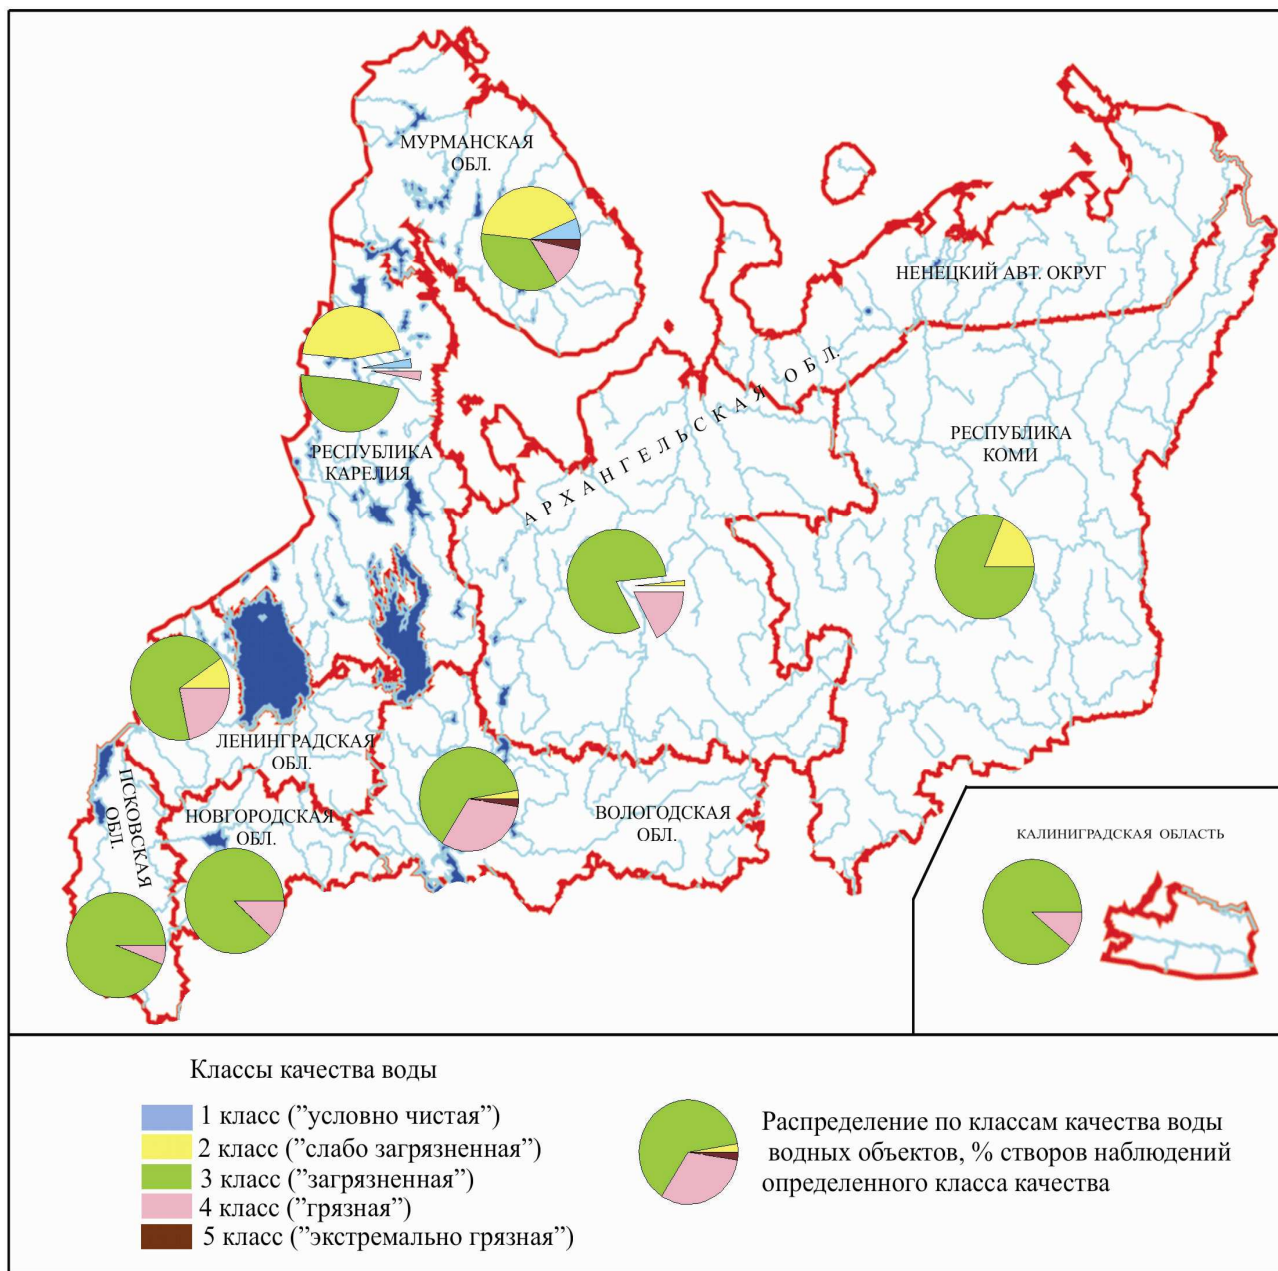 МУРМАНСКАЯ
ОБЛ.
НЕНЕЦКИЙ АВТ. ОКРУГ
АРХАНГЕЛЬСКАЯ ОБЛ.
РЕСПУБЛИКА
КОМИ
РЕСПУБЛИКА
КАРЕЛИЯ
ЛЕНИНГРАДСКАЯ
ОБЛ.
ПСКОВСКАЯ
ОБЛ.
НОВГОРОДСКАЯ
ОБЛ.
ВОЛОГОДСКАЯ
ОБЛ.
КАЛИНИГРАДСКАЯ ОБЛАСТЬ
Классы качества воды
1 класс (”условно чистая”)
2 класс (”слабо загрязненная”)
3 класс (”загрязненная”)
4 класс (”грязная”)
5 класс (”экстремально грязная”)
Распределение по классам качества воды
водных объектов, % створов наблюдений
определенного класса качества